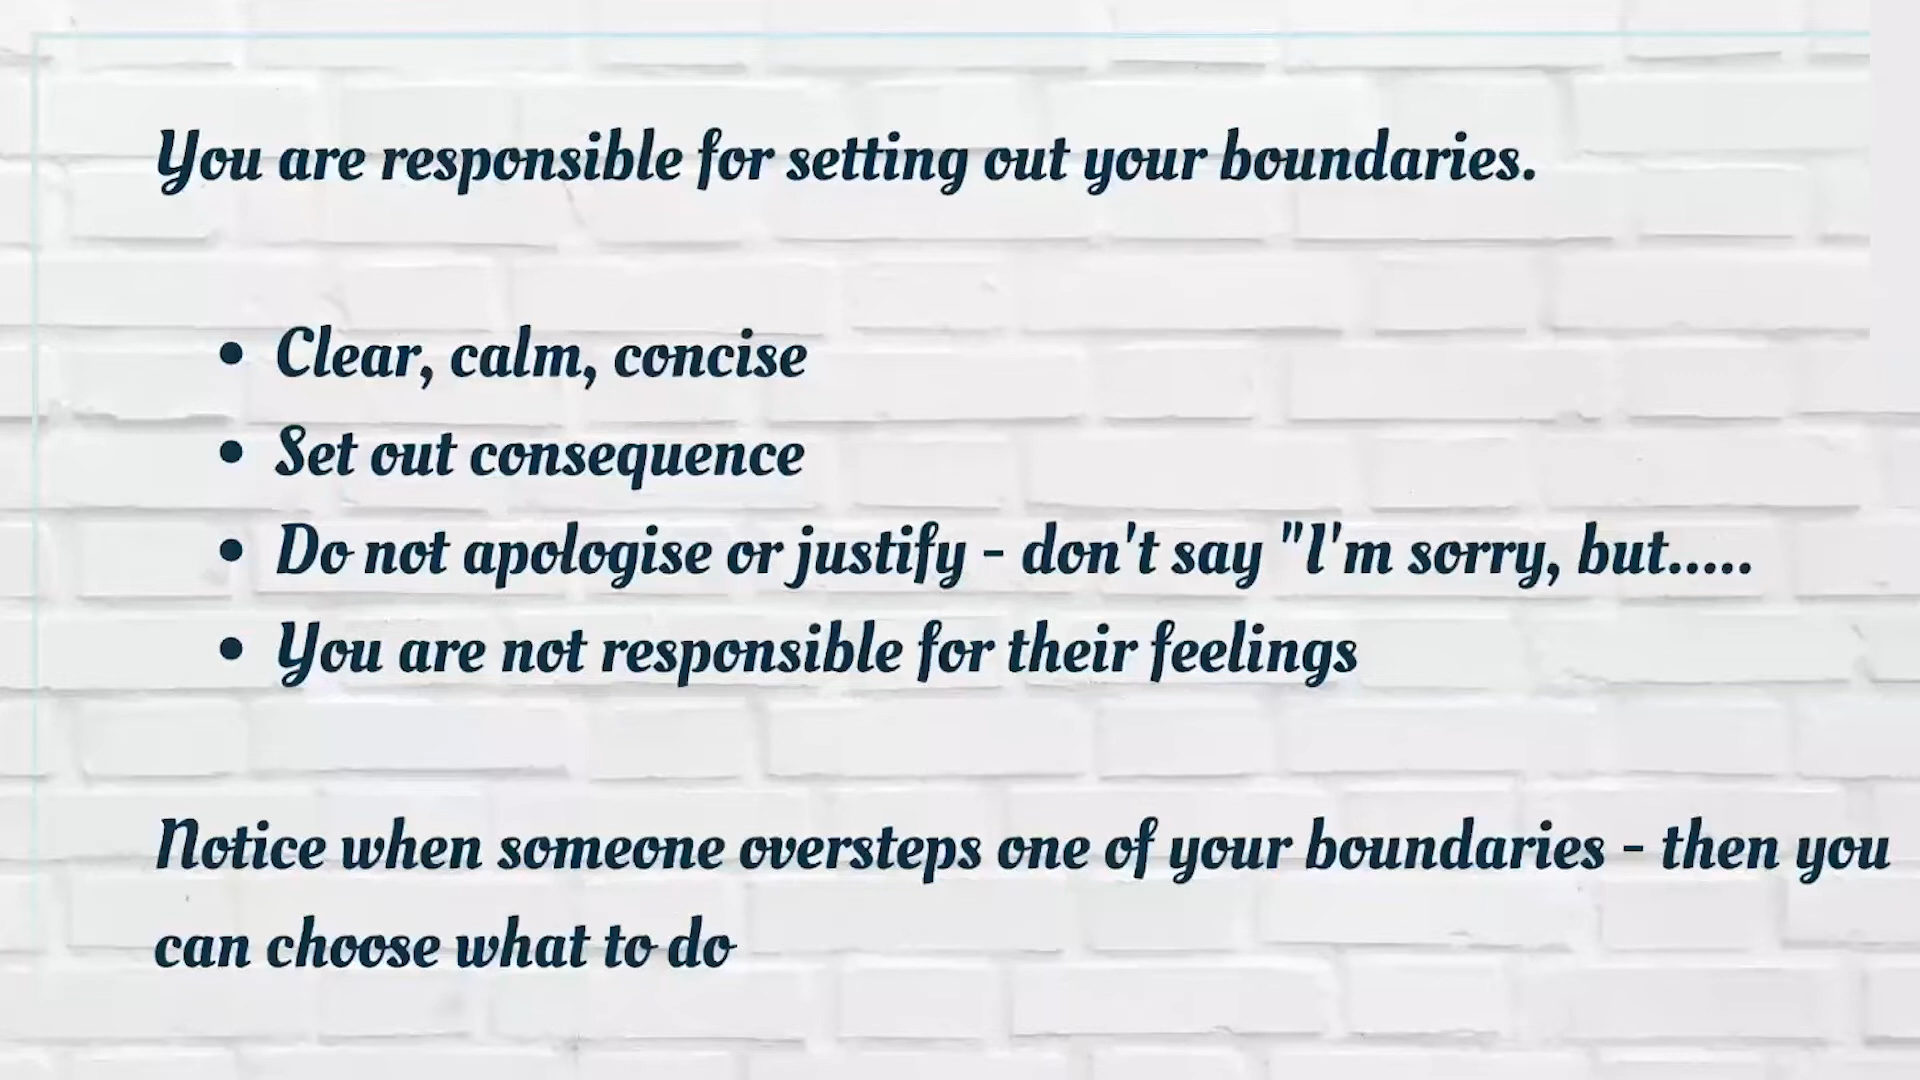 You are responsible for setting out your boundaries.
• Clear, calm, concise
• Set out consequence
• Do not apologise or justify - don't say "I'm sorry, but.....
• You are not responsible for their feelings
Notice when someone oversteps one of your boundaries - then you
can choose what to do